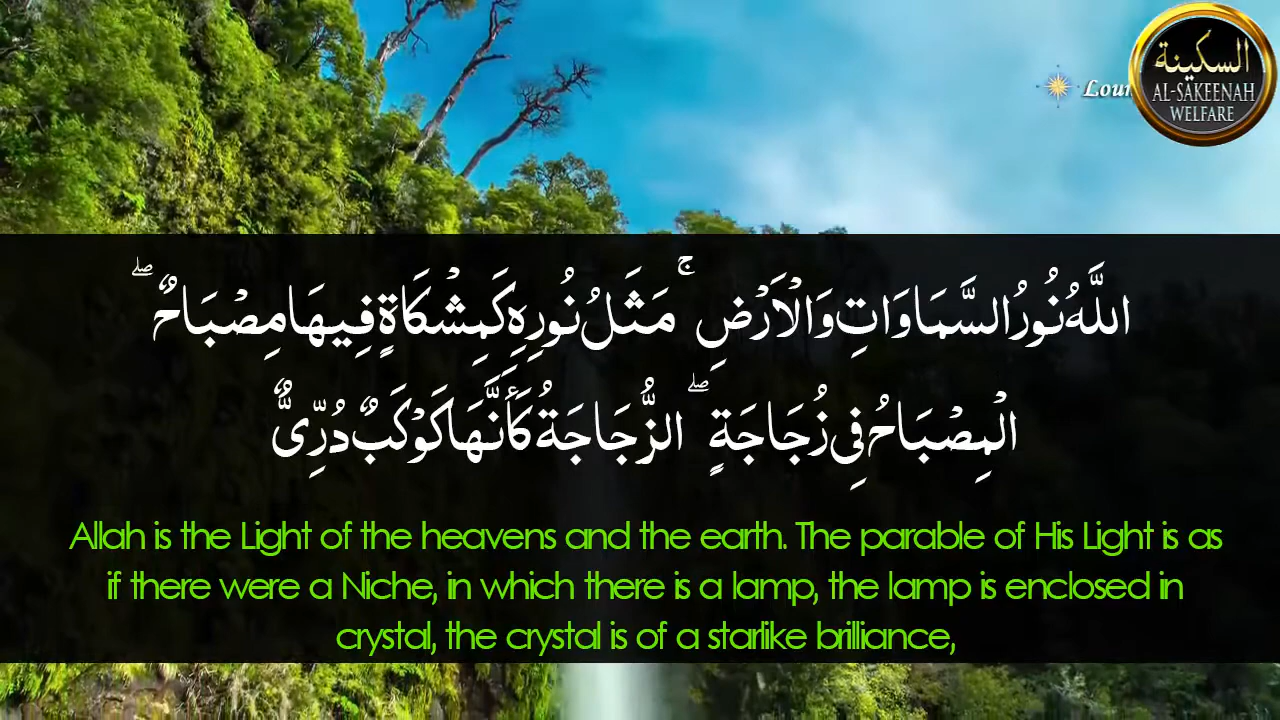 السكينة
AL-SAKEENAH
WELFARE
اللَّهُ نُورُ السَّمَاوَاتِ وَالْأَرْضِ ۚ مَثَلُ نُورِهِ كَمِشْكَاةٍ فِيهَا مِصْبَاحٌ ۖ
الْمِصْبَاحُ فِي زُجَاجَةٍ ۖ الزُّجَاجَةُ كَأَنَّهَا كَوْكَبٌ دُرِّيٌّ
Allah is the Light of the heavens and the earth. The parable of His Light is as
if there were a Niche, in which there is a lamp, the lamp is enclosed in
crystal, the crystal is of a starlike brilliance,